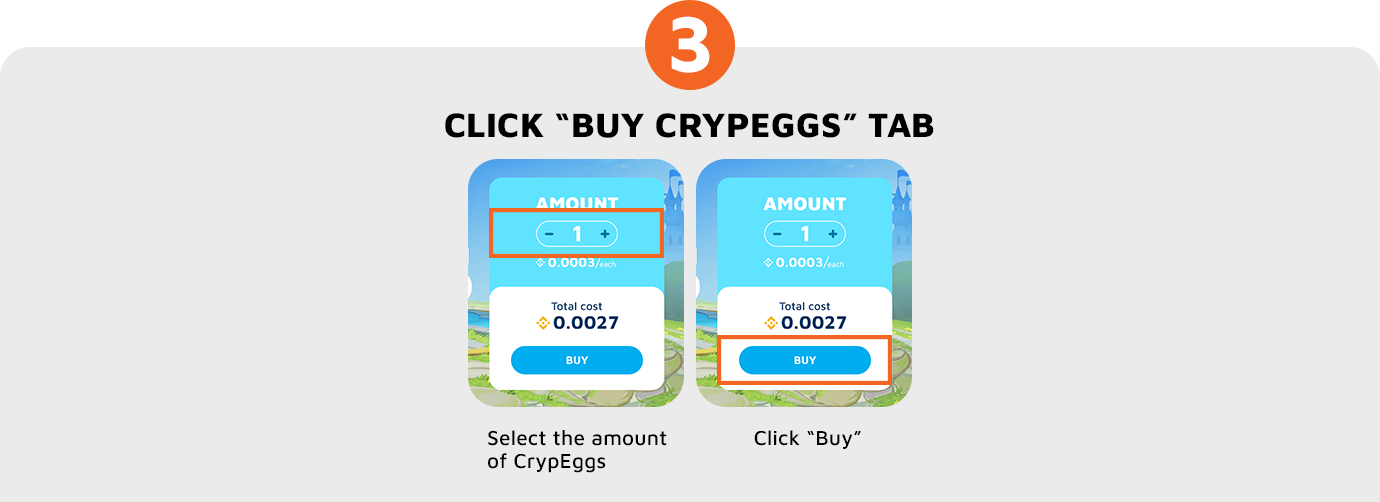 3
CLICK “BUY CRYPEGGS” TAB
AMOUNT
- 1 +
0.0003/each
Total cost
0.0027
BUY
Select the amount
of CrypEggs
AMOUNT
- 1 +
0.0003/each
Total cost
0.0027
BUY
Click “Buy”